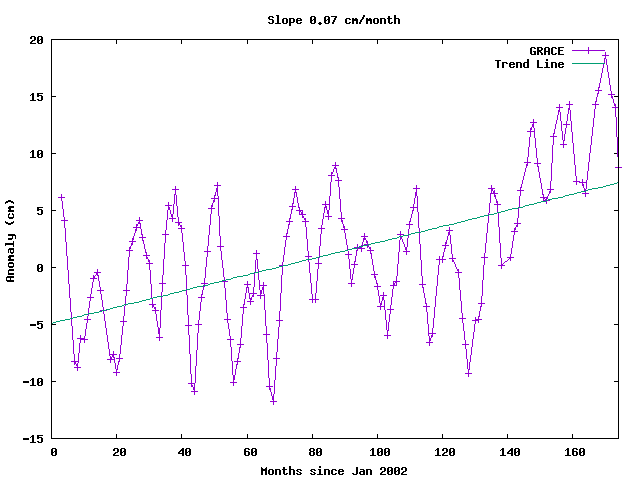 Slope 0.07 cm/month
GRACE
Trend Line
20
15
10
5
0
-5
-10
-15
Anomaly (cm)
0 20 40 60 80 100 120 140 160
Months since Jan 2002